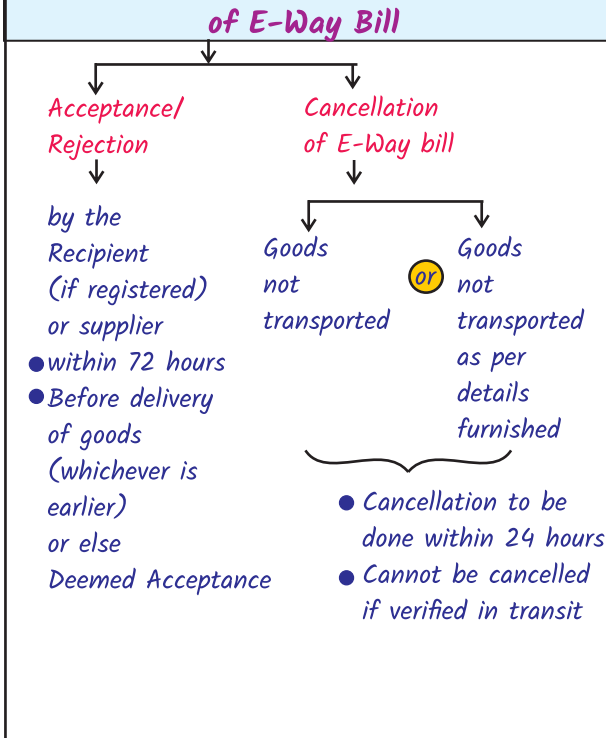 of E-Way Bill
Acceptance/
Rejection
by the
Recipient
(if registered)
or supplier
within 72 hours
Before delivery
of goods
(whichever is
earlier)
or else
Deemed Acceptance
Cancellation
of E-Way bill
Goods
not
transported
or
Goods
not
transported
as per
details
furnished
Cancellation to be
done within 24 hours
Cannot be cancelled
if verified in transit